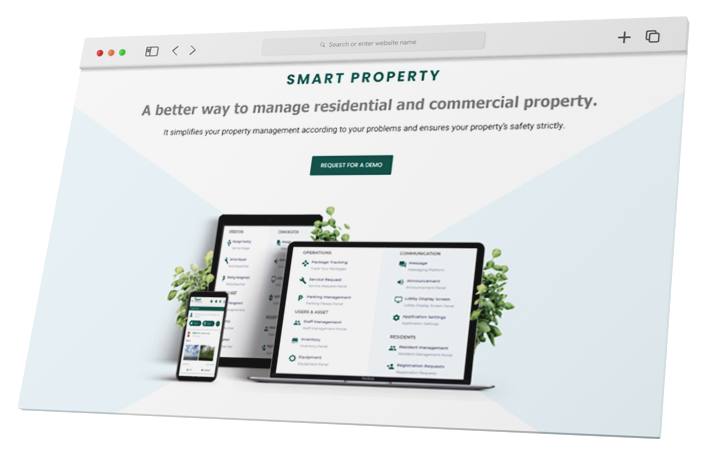 Search or enter website name
SMART PROPERTY
A better way to manage residential and commercial property.
It simplifies your property management according to your problems and ensures your property's safety strictly.
REQUEST FOR A DEMO
OPERATIONS
Package Tracking
Track Your Packages
Service Request
Service Requests Panel
Parking Management
Parking Passes Panel
USERS & ASSET
Staff Management
Staff Management Panel
Inventory
Inventory Panel
Equipment
Equipment Panel
COMMUNICATION
Message
Messaging Platform
Announcement
Announcement Panel
Lobby Display Screen
Lobby Display Screen Panel
Application Settings
Application Settings
RESIDENTS
Resident Management
Resident Management Panel
Registration Requests
Registration Requests